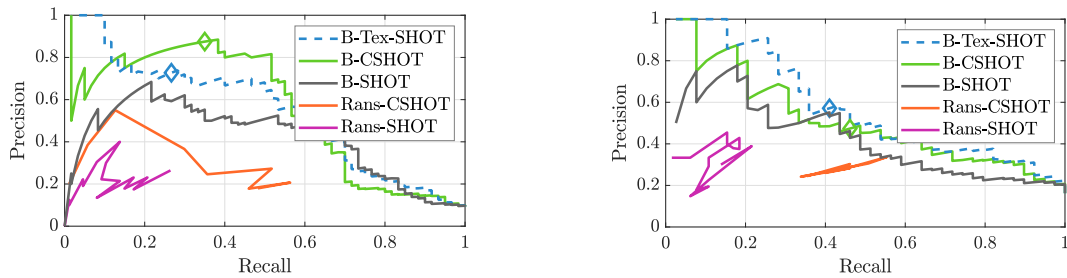 Precision
1
0.8
0.6
0.4
0.2
0
B-Tex-SHOT
B-CSHOT
B-SHOT
Rans-CSHOT
Rans-SHOT
0 0.2 0.4 0.6 0.8 1
Recall
Precision
1
0.8
0.6
0.4
0.2
0
B-Tex-SHOT
B-CSHOT
B-SHOT
Rans-CSHOT
Rans-SHOT
0 0.2 0.4 0.6 0.8 1
Recall